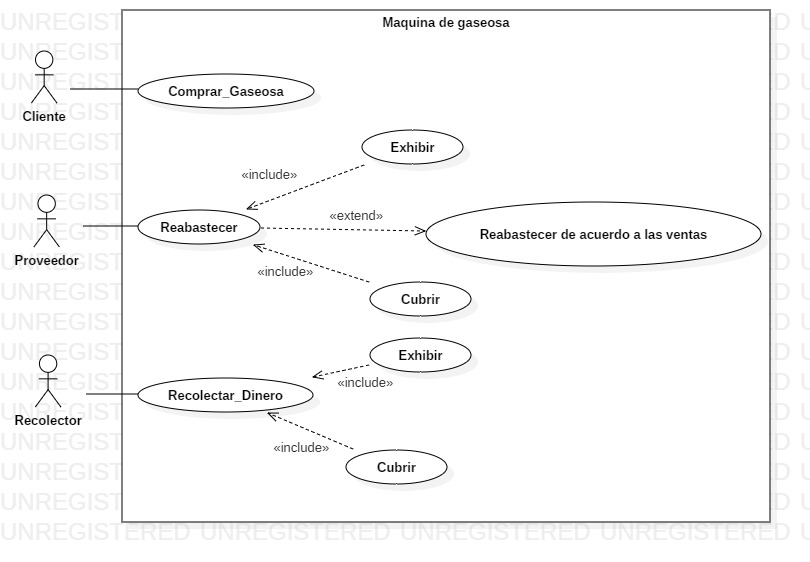 Maquina de gaseosa
Comprar_Gaseosa
Cliente
Exhibir
«include»
«extend»
Reabastecer
Reabastecer de acuerdo a las ventas
Proveedor
«include»
Cubrir
Exhibir
«include»
Recolectar_Dinero
Recolector
«include»
Cubrir
UNREGISTERED UNREGISTERED UNREGISTERED UNREGISTERED